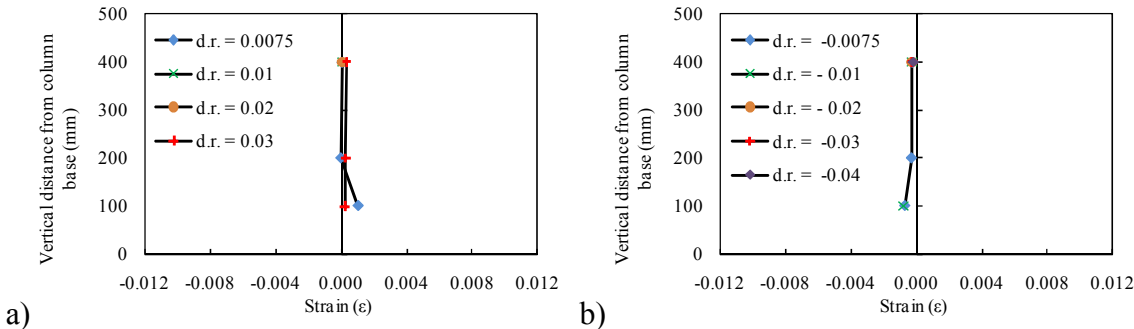 Vertical distance from column
base (mm)
500
400
300
200
100
0
d.r. = 0.0075
d.r. = 0.01
d.r. = 0.02
d.r. = 0.03
-0.012 -0.008 -0.004 0.000 0.004 0.008 0.012
Strain (ε)
a)
Vertical distance from column
base (mm)
500
400
300
200
100
0
d.r. = -0.0075
d.r. = - 0.01
d.r. = - 0.02
d.r. = -0.03
d.r. = -0.04
-0.012 -0.008 -0.004 0.000 0.004 0.008 0.012
Strain (ε)
b)